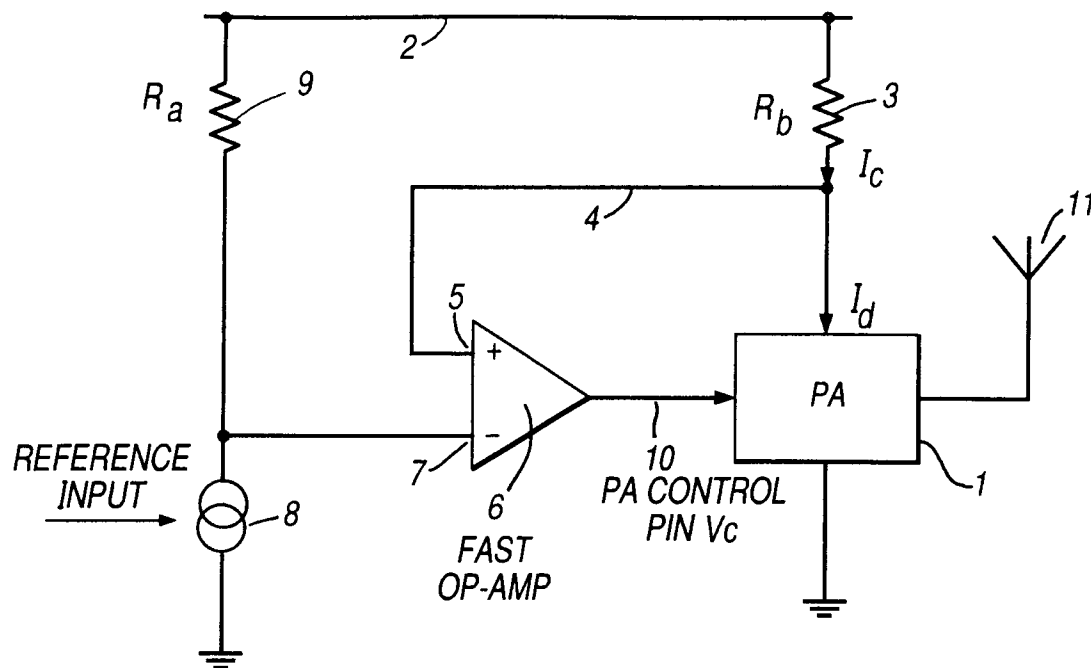 2
9
Ra
3
Rb
Ic
4
11
5
Id
+
PA
REFERENCE
INPUT
−
7
10
1
8
6
PA CONTROL
PIN Vc
FAST
OP-AMP